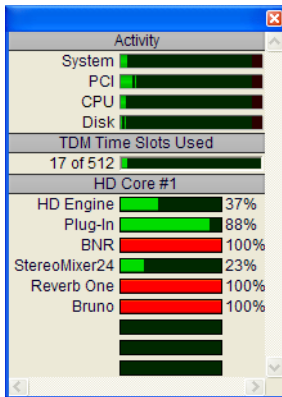 Activity
System
PCI
CPU
Disk
TDM Time Slots Used
17 of 512
HD Core #1
HD Engine 37%
Plug-In 88%
BNR 100%
StereoMixer24 23%
Reverb One 100%
Bruno 100%